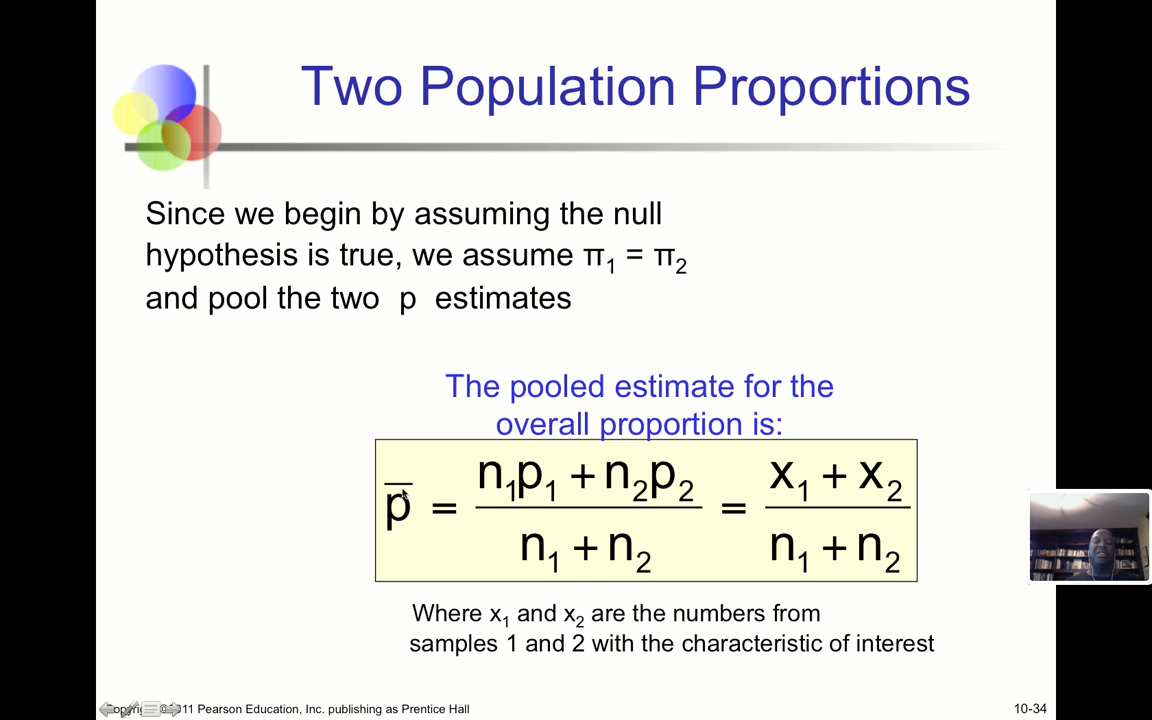 Two Population Proportions
Since we begin by assuming the null
hypothesis is true, we assume π₁ = π₂
and pool the two p estimates
The pooled estimate for the
overall proportion is:
p̅ = (n₁p₁ + n₂p₂) / (n₁ + n₂) = (x₁ + x₂) / (n₁ + n₂)
Where x₁ and x₂ are the numbers from
samples 1 and 2 with the characteristic of interest
©2011 Pearson Education, Inc. publishing as Prentice Hall
10-34